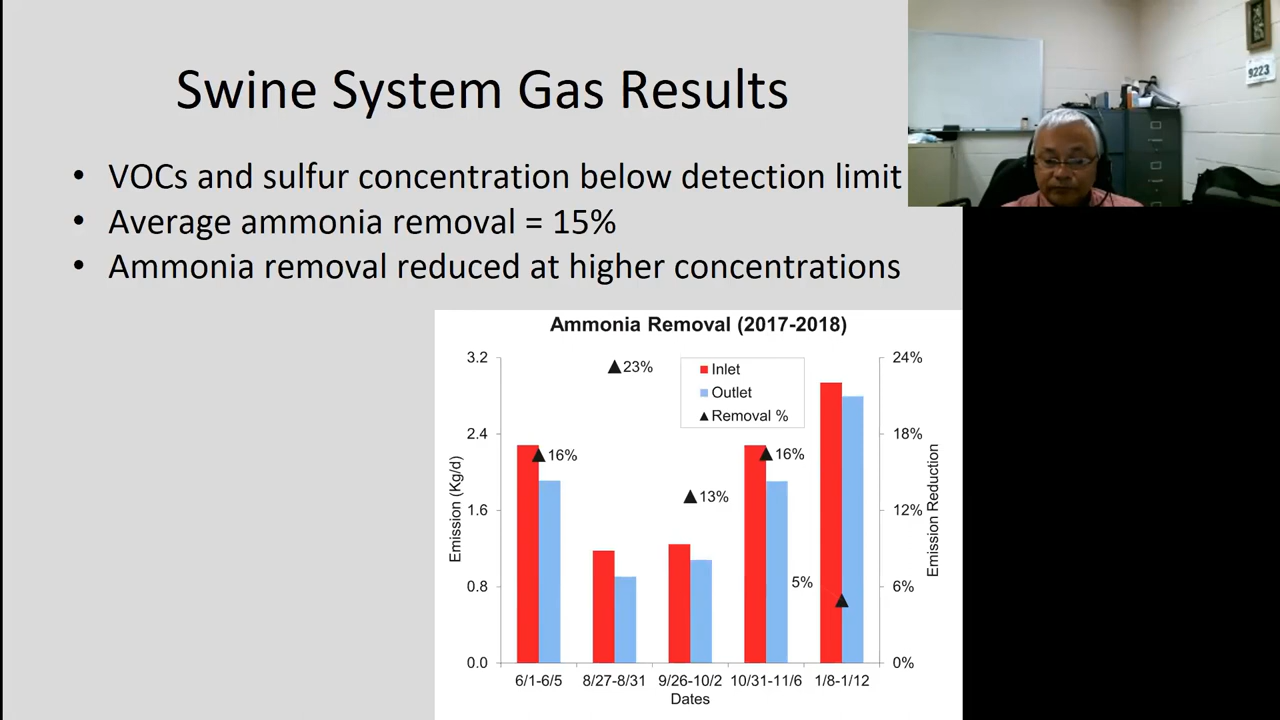 Swine System Gas Results
9223
• VOCs and sulfur concentration below detection limit
• Average ammonia removal = 15%
• Ammonia removal reduced at higher concentrations
Ammonia Removal (2017-2018)
3.2
2.4
1.6
0.8
0.0
Emission (Kg/d)
Inlet
Outlet
Removal %
16%
23%
13%
16%
5%
24%
18%
12%
6%
0%
Emission Reduction
6/1-6/5 8/27-8/31 9/26-10/2 10/31-11/6 1/8-1/12
Dates